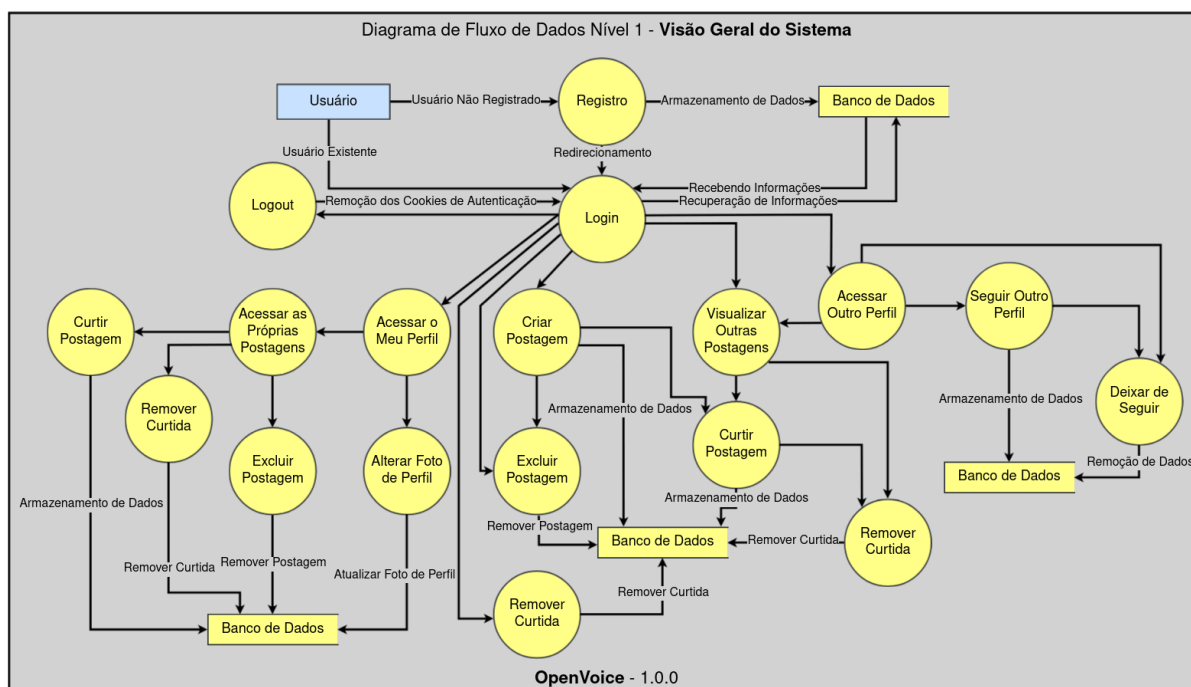 Diagrama de Fluxo de Dados Nível 1 - Visão Geral do Sistema
Usuário
Usuário Não Registrado
Registro
Armazenamento de Dados
Banco de Dados
Usuário Existente
Redirecionamento
Logout
Remoção dos Cookies de Autenticação
Login
Recebendo Informações
Recuperação de Informações
Curtir
Postagem
Acessar as
Próprias
Postagens
Acessar o
Meu Perfil
Criar
Postagem
Visualizar
Outras
Postagens
Acessar
Outro Perfil
Seguir Outro
Perfil
Remover
Curtida
Armazenamento de Dados
Armazenamento de Dados
Deixar de
Seguir
Excluir
Postagem
Alterar Foto
de Perfil
Excluir
Postagem
Curtir
Postagem
Remoção de Dados
Banco de Dados
Armazenamento de Dados
Armazenamento de Dados
Remover Postagem
Banco de Dados
Remover Curtida
Remover
Curtida
Remover Curtida
Remover Postagem
Atualizar Foto de Perfil
Remover Curtida
Remover
Curtida
Banco de Dados
OpenVoice - 1.0.0